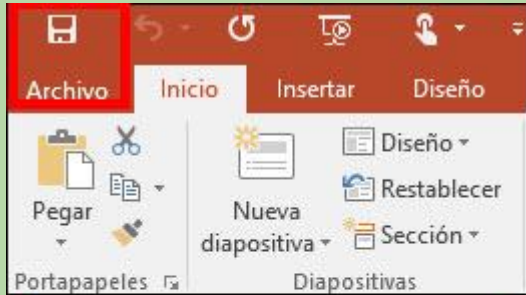 Archivo Inicio Insertar Diseño
Pegar
Nueva diapositiva
Diseño
Restablecer
Sección
Portapapeles Diapositivas